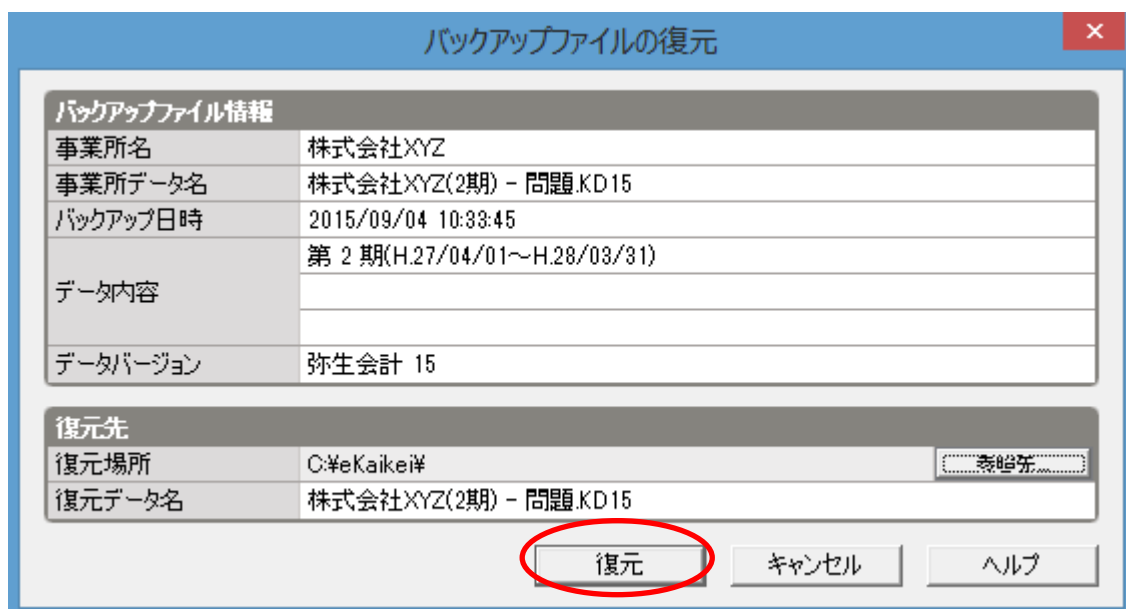 バックアップファイルの復元
バックアップファイル情報
事業所名 株式会社XYZ
事業所データ名 株式会社XYZ(2期) - 問題.KD15
バックアップ日時 2015/09/04 10:33:45
第 2 期(H.27/04/01～H.28/03/31)
データ内容
データバージョン 弥生会計 15
復元先
復元場所 C:¥eKaikei¥
復元データ名 株式会社XYZ(2期) - 問題.KD15
復元 キャンセル ヘルプ